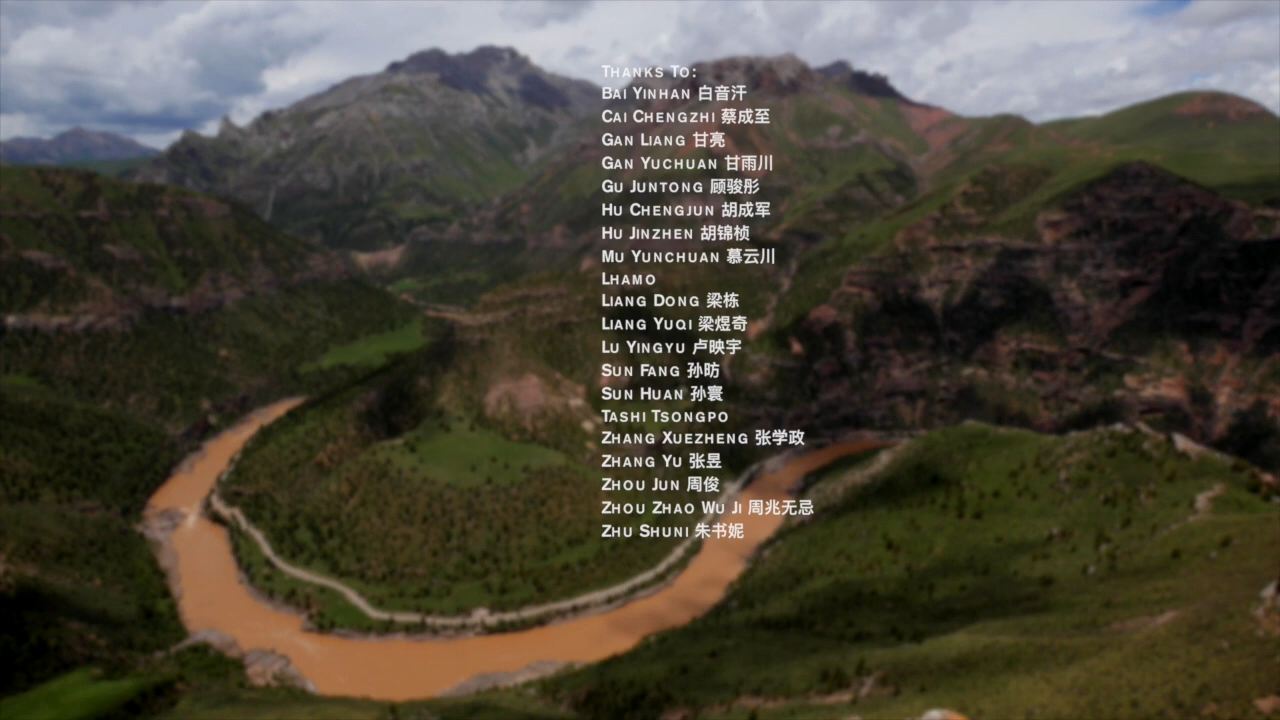 Thanks To:
Bai Yinhan 白音汗
Cai Chengzhi 蔡成至
Gan Liang 甘亮
Gan Yuchuan 甘雨川
Gu Juntong 顾骏彤
Hu Chengjun 胡成军
Hu Jinzhen 胡锦桢
Mu Yunchuan 慕云川
Lhamo
Liang Dong 梁栋
Liang Yuqi 梁煜奇
Lu Yingyu 卢映宇
Sun Fang 孙昉
Sun Huan 孙寰
Tashi Tsongpo
Zhang Xuezheng 张学政
Zhang Yu 张昱
Zhou Jun 周俊
Zhou Zhao Wu Ji 周兆无忌
Zhu Shuni 朱书妮